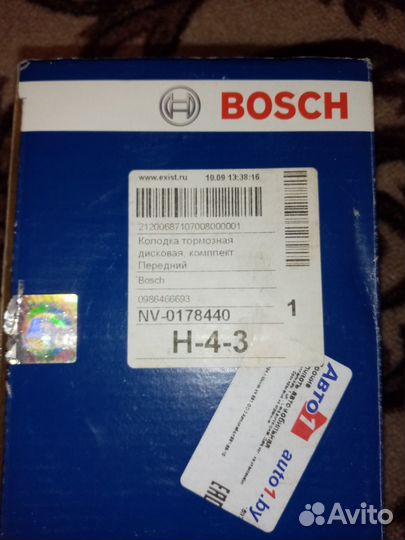 BOSCH
www.exist.ru 10.09 13:38:16
21200687107008000001
Колодка тормозная
дисковая, комплект
Передний
Bosch
0986466693
1
NV-0178440
H-4-3
АВТО1
auto1.by
EAC
Avito